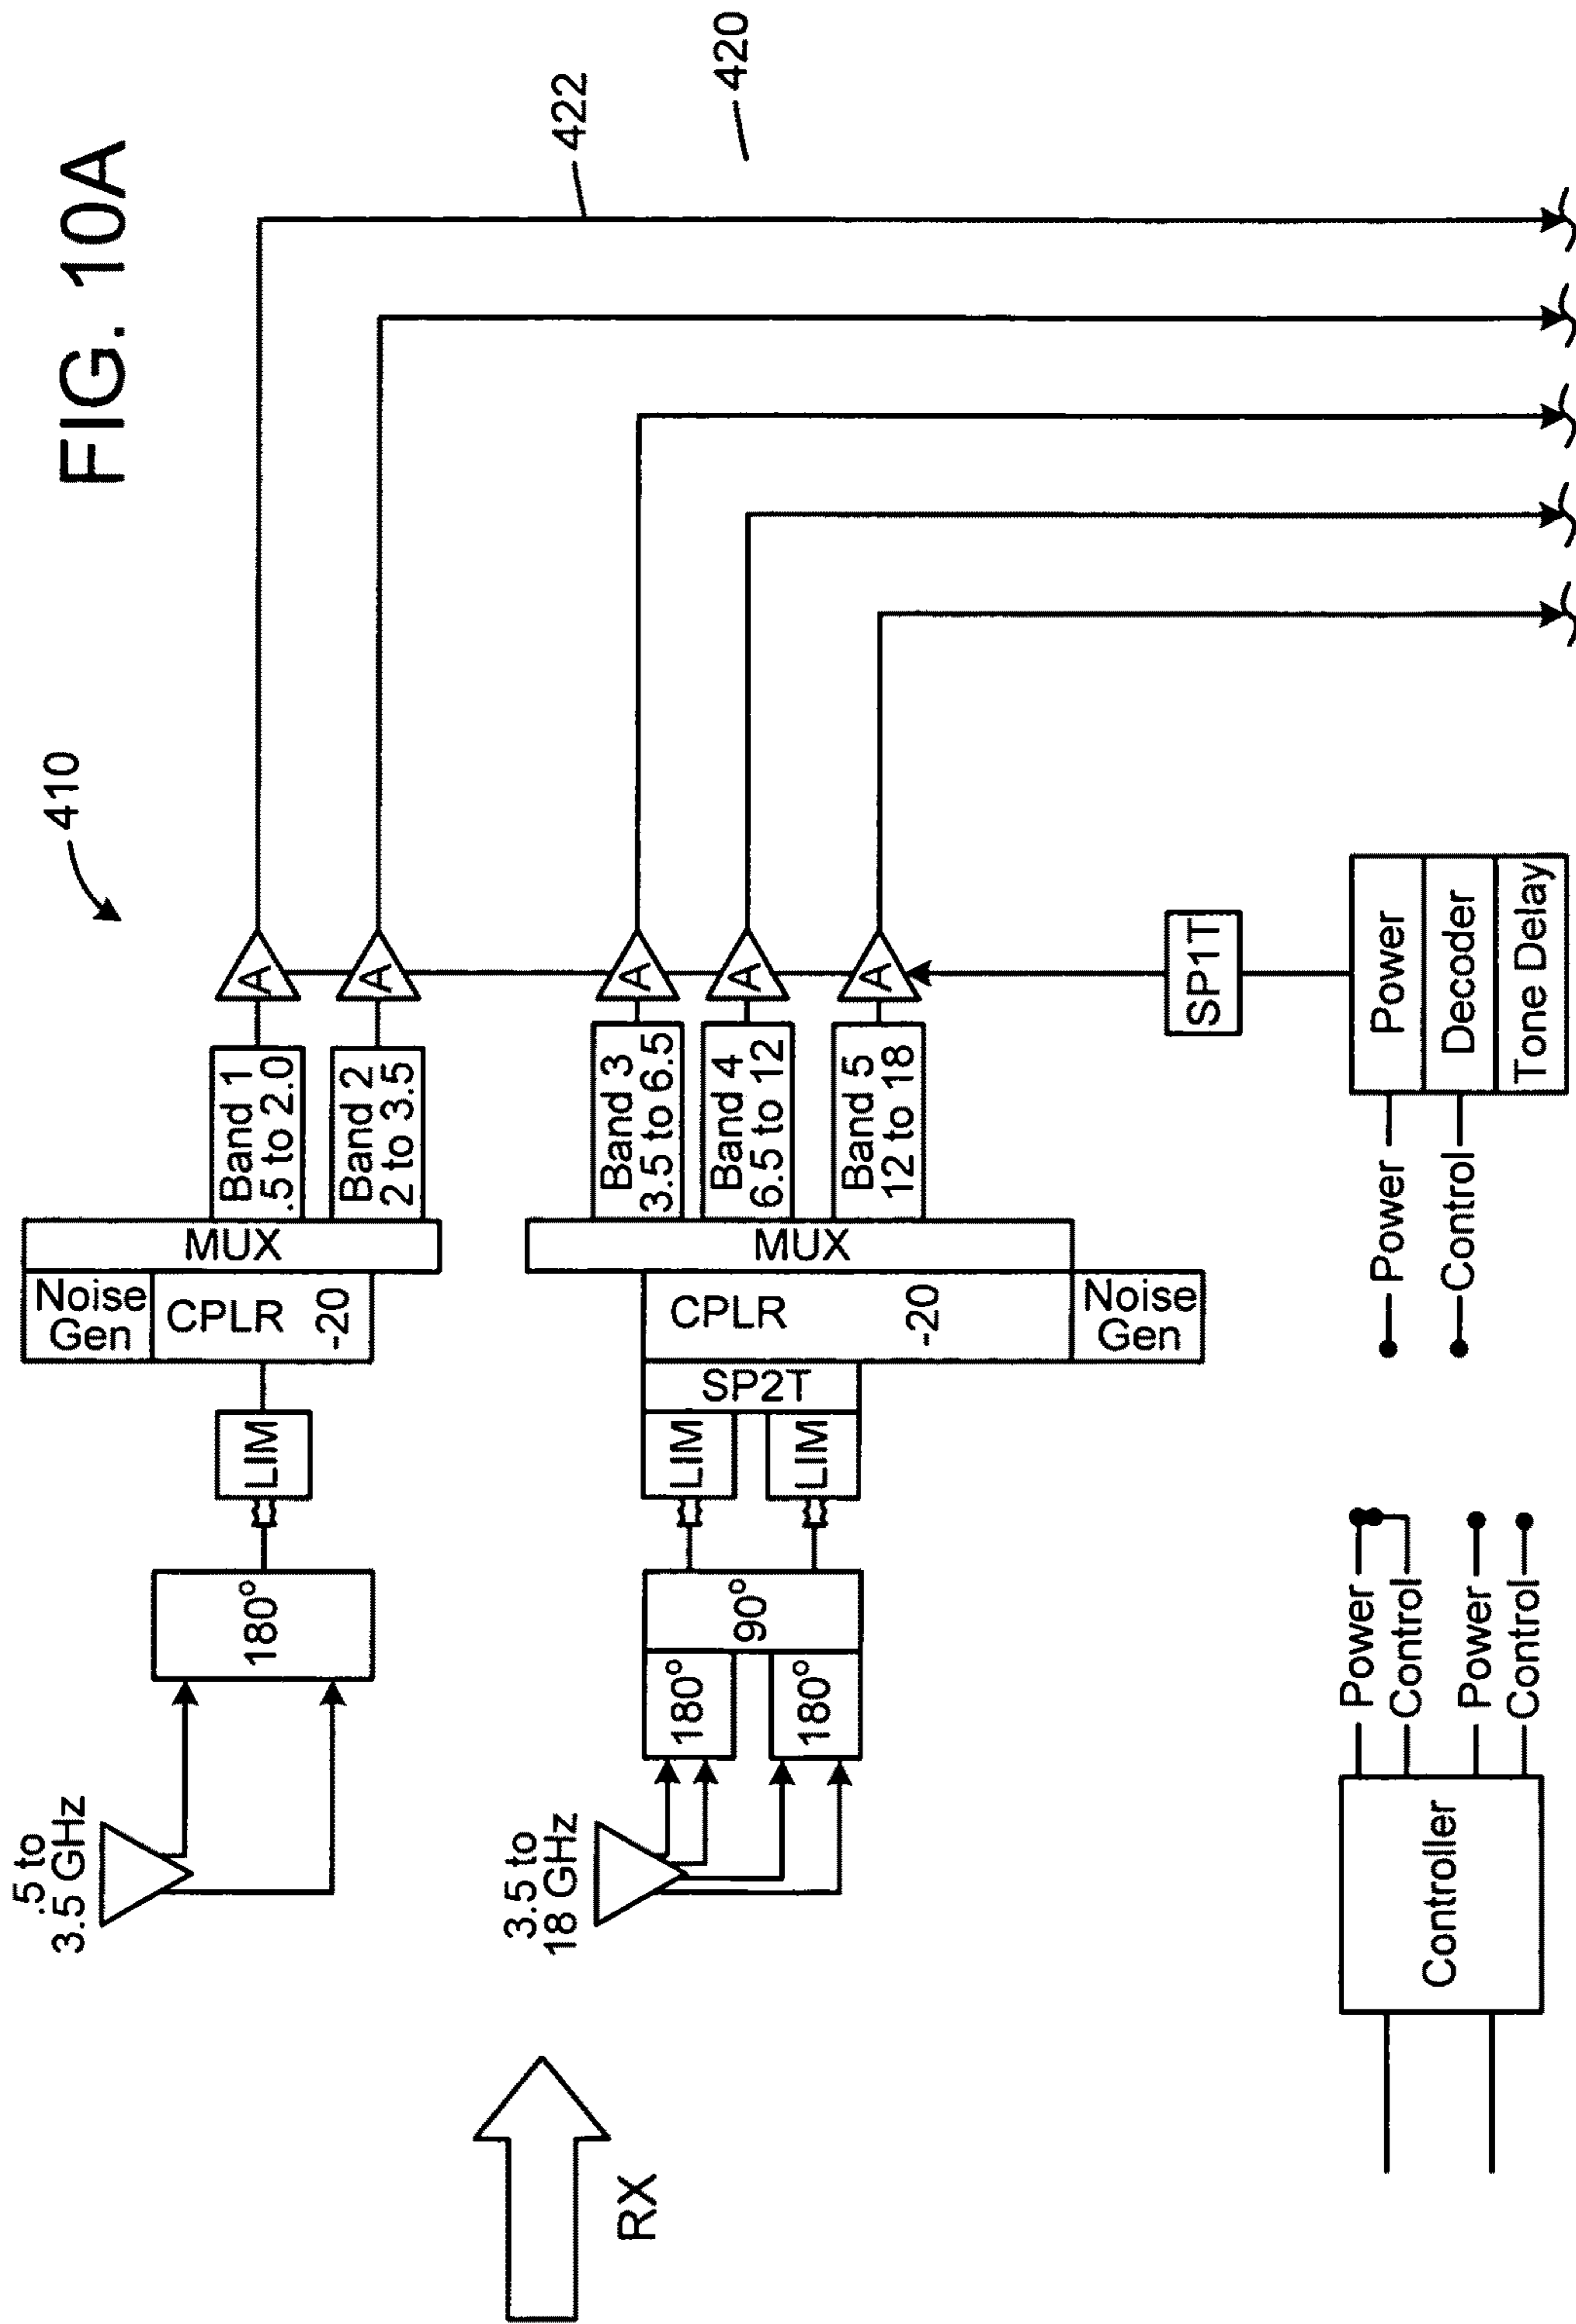 FIG. 10A
410
422
420
.5 to
3.5 GHz
180°
LIM
Noise
Gen
CPLR
-20
MUX
Band 1
.5 to 2.0
Band 2
2 to 3.5
A
A
3.5 to
18 GHz
180°
180°
90°
LIM
LIM
SP2T
CPLR
-20
Noise
Gen
MUX
Band 3
3.5 to 6.5
Band 4
6.5 to 12
Band 5
12 to 18
A
A
A
RX
SP1T
Power
Control
Power
Decoder
Tone Delay
Controller
Power
Control
Power
Control